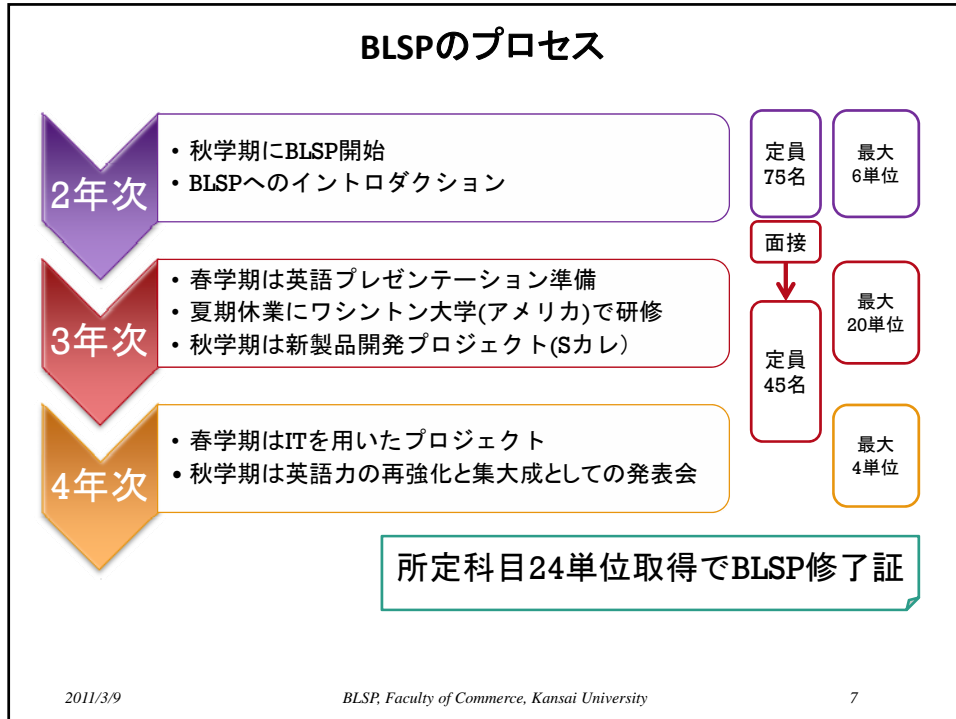 BLSPのプロセス
2年次
• 秋学期にBLSP開始
• BLSPへのイントロダクション
定員
75名
最大
6単位
面接
3年次
• 春学期は英語プレゼンテーション準備
• 夏期休業にワシントン大学(アメリカ)で研修
• 秋学期は新製品開発プロジェクト(Sカレ）
定員
45名
最大
20単位
4年次
• 春学期はITを用いたプロジェクト
• 秋学期は英語力の再強化と集大成としての発表会
最大
4単位
所定科目24単位取得でBLSP修了証
2011/3/9
BLSP, Faculty of Commerce, Kansai University
7